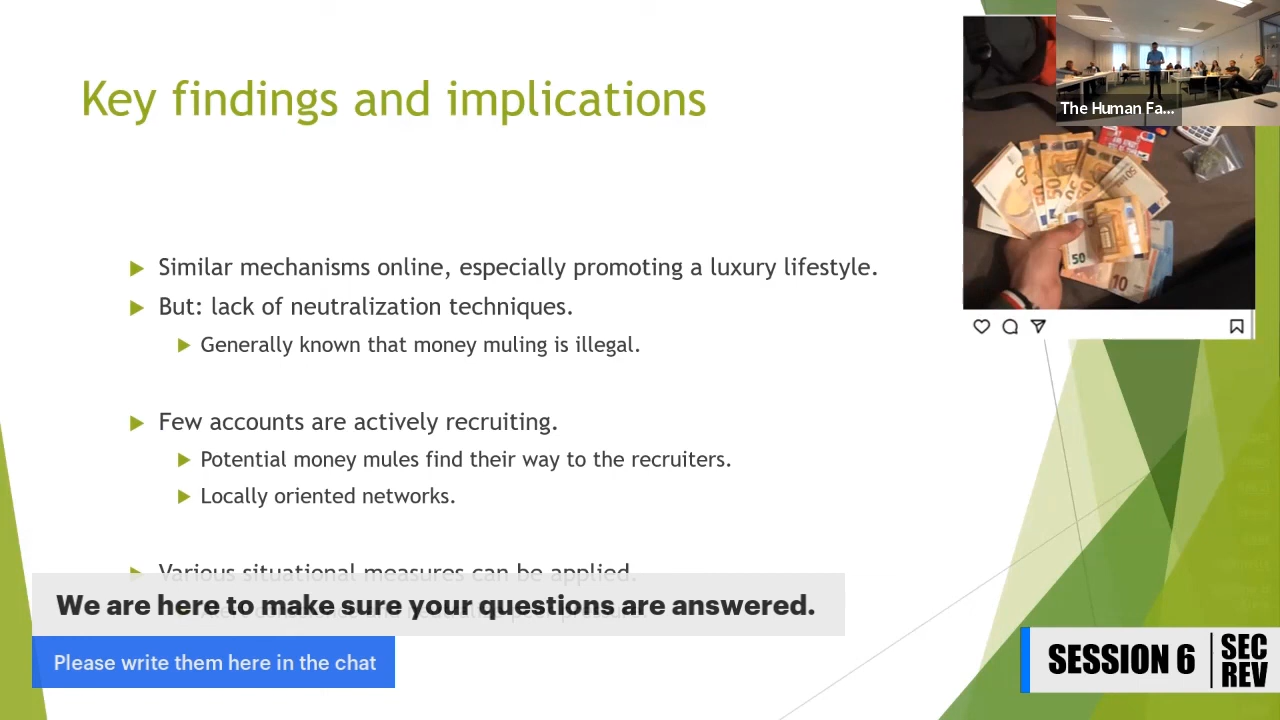 Key findings and implications
The Human Fa...
Similar mechanisms online, especially promoting a luxury lifestyle.
But: lack of neutralization techniques.
Generally known that money muling is illegal.
Few accounts are actively recruiting.
Potential money mules find their way to the recruiters.
Locally oriented networks.
Various situational measures can be applied.
We are here to make sure your questions are answered.
Please write them here in the chat
SESSION 6
SEC
REV
50
10